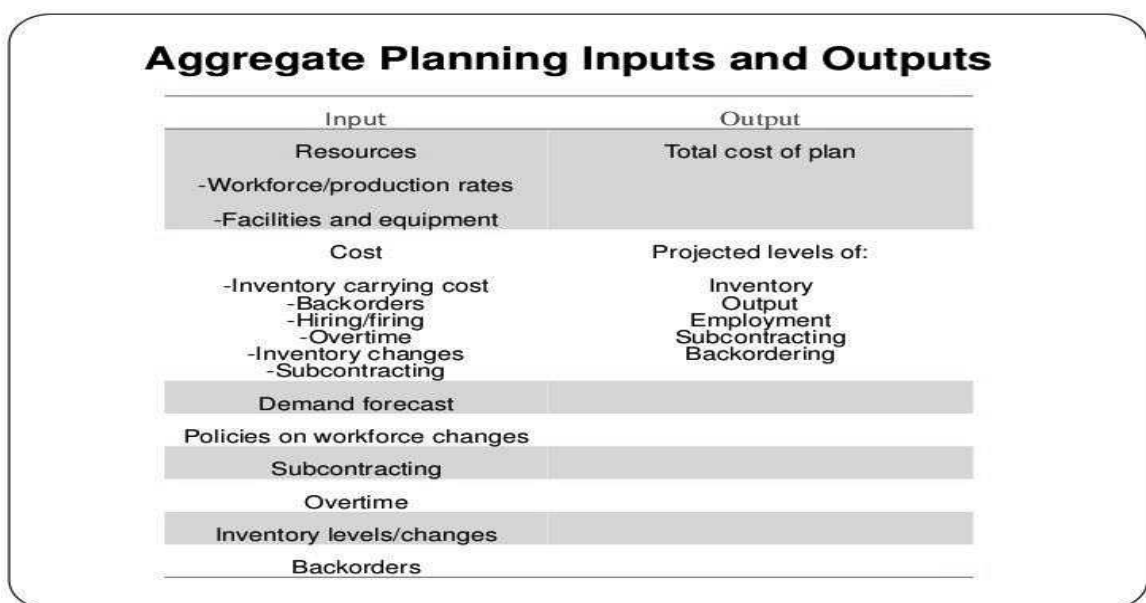 Aggregate Planning Inputs and Outputs
Input Output
Resources Total cost of plan
-Workforce/production rates
-Facilities and equipment
Cost Projected levels of:
-Inventory carrying cost Inventory
-Backorders Output
-Hiring/firing Employment
-Overtime Subcontracting
-Inventory changes Backordering
-Subcontracting
Demand forecast
Policies on workforce changes
Subcontracting
Overtime
Inventory levels/changes
Backorders